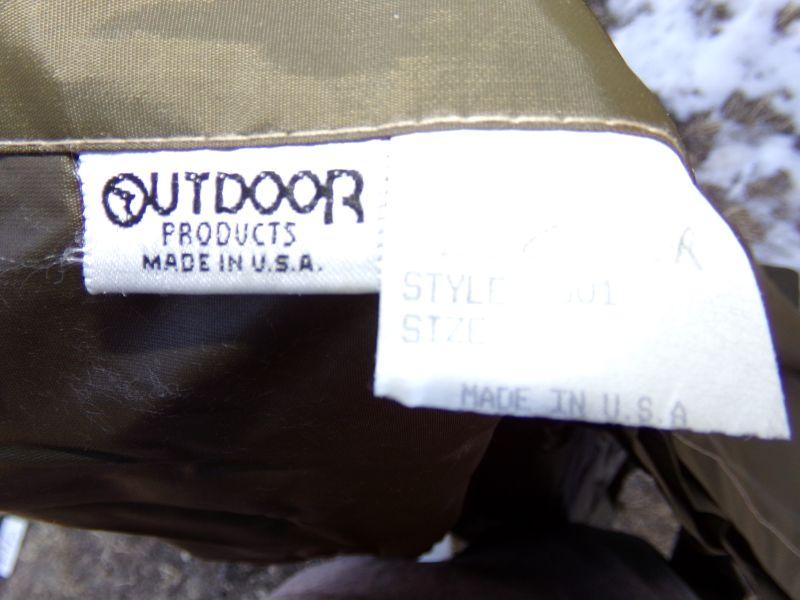 OUTDOOR
PRODUCTS
MADE IN U.S.A.
STYLE
SIZE
MADE IN U.S.A